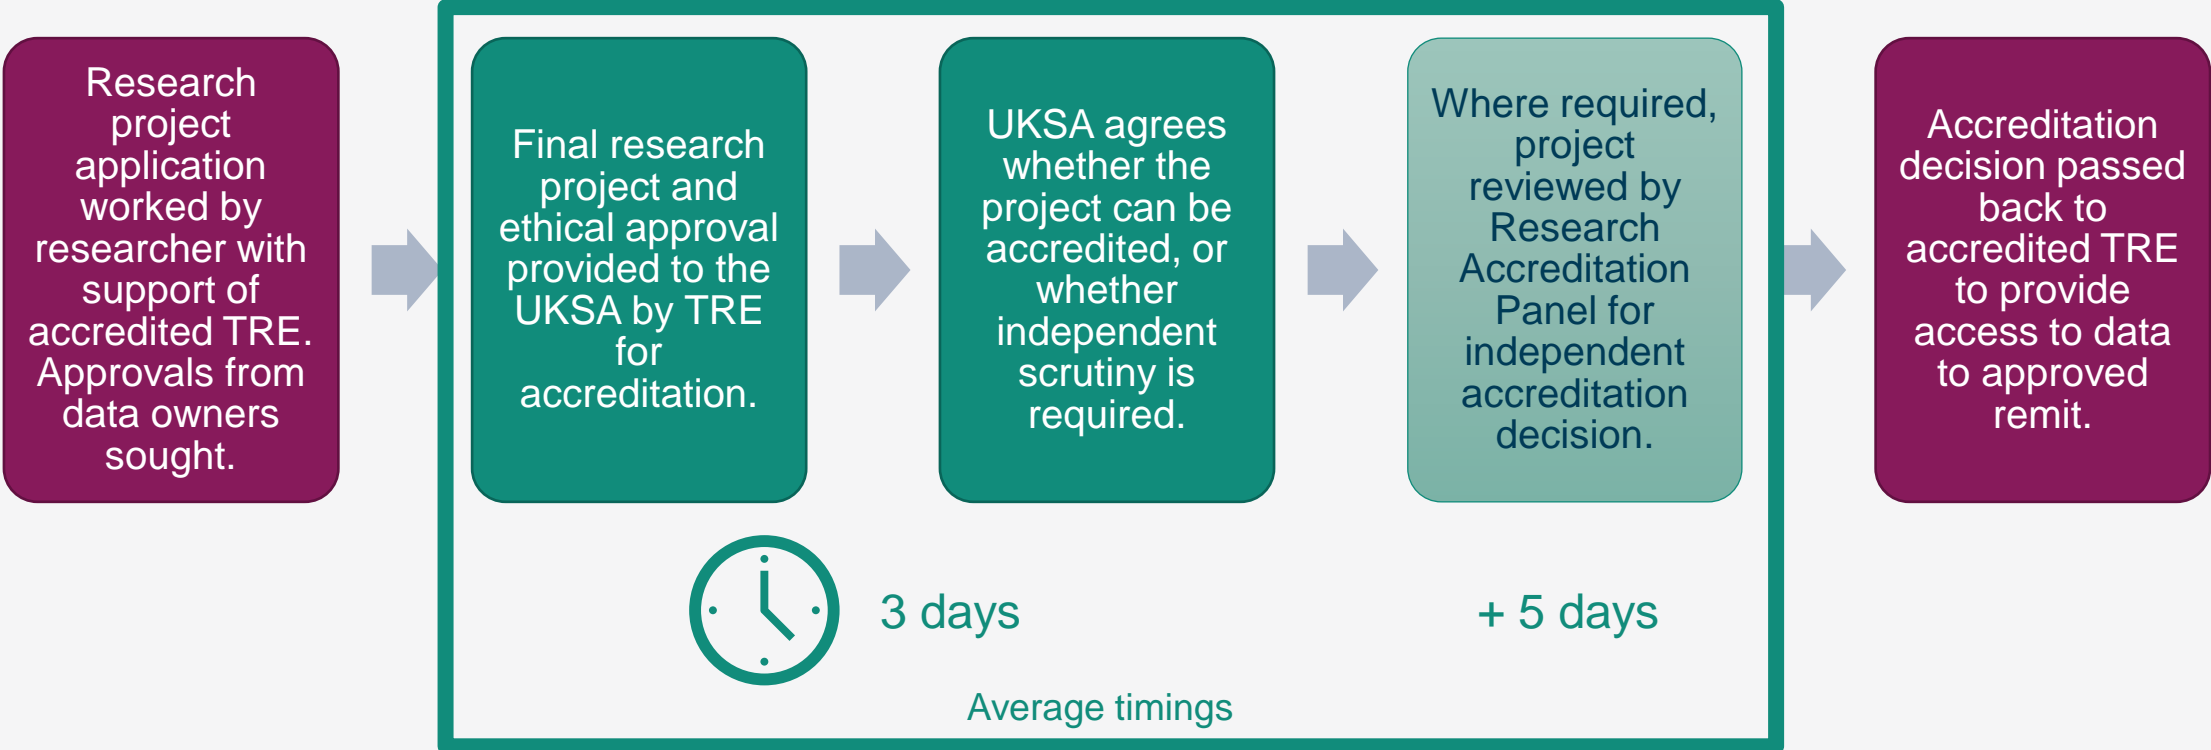 Research
project
application
worked by
researcher with
support of
accredited TRE.
Approvals from
data owners
sought.
Final research
project and
ethical approval
provided to the
UKSA by TRE
for
accreditation.
UKSA agrees
whether the
project can be
accredited, or
whether
independent
scrutiny is
required.
Where required,
project
reviewed by
Research
Accreditation
Panel for
independent
accreditation
decision.
Accreditation
decision passed
back to
accredited TRE
to provide
access to data
to approved
remit.
3 days
+ 5 days
Average timings